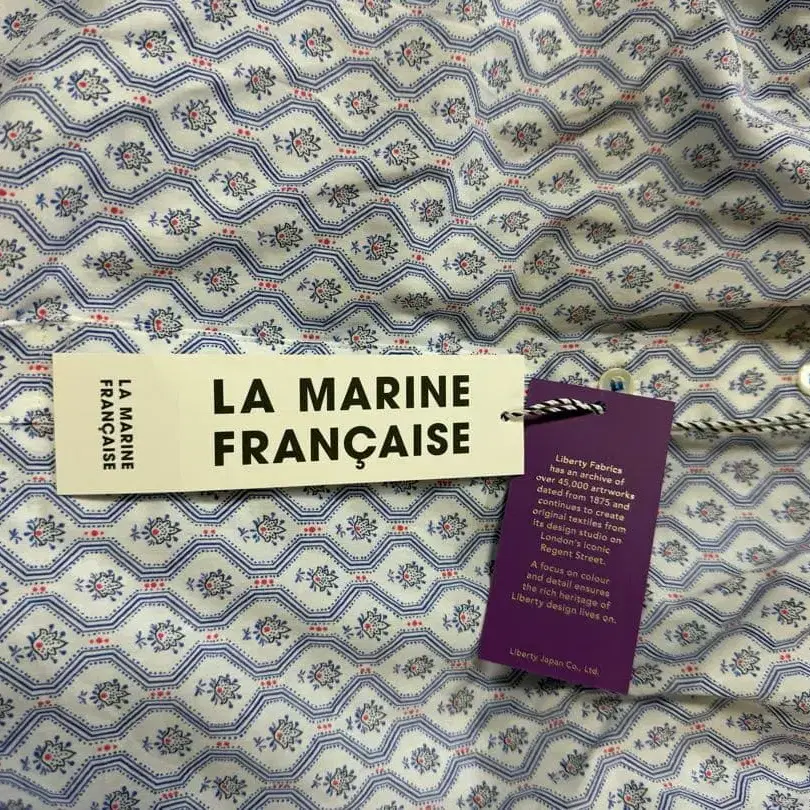 LA MARINE
FRANÇAISE
LA MARINE
FRANÇAISE
Liberty Fabrics
has an archive of
over 45,000 artworks
dated from 1875 and
continues to create
original textiles from
its design studio on
London's iconic
Regent Street.
A focus on colour
and detail ensures
the rich heritage of
Liberty design lives on.
Liberty Japan Co., Ltd.